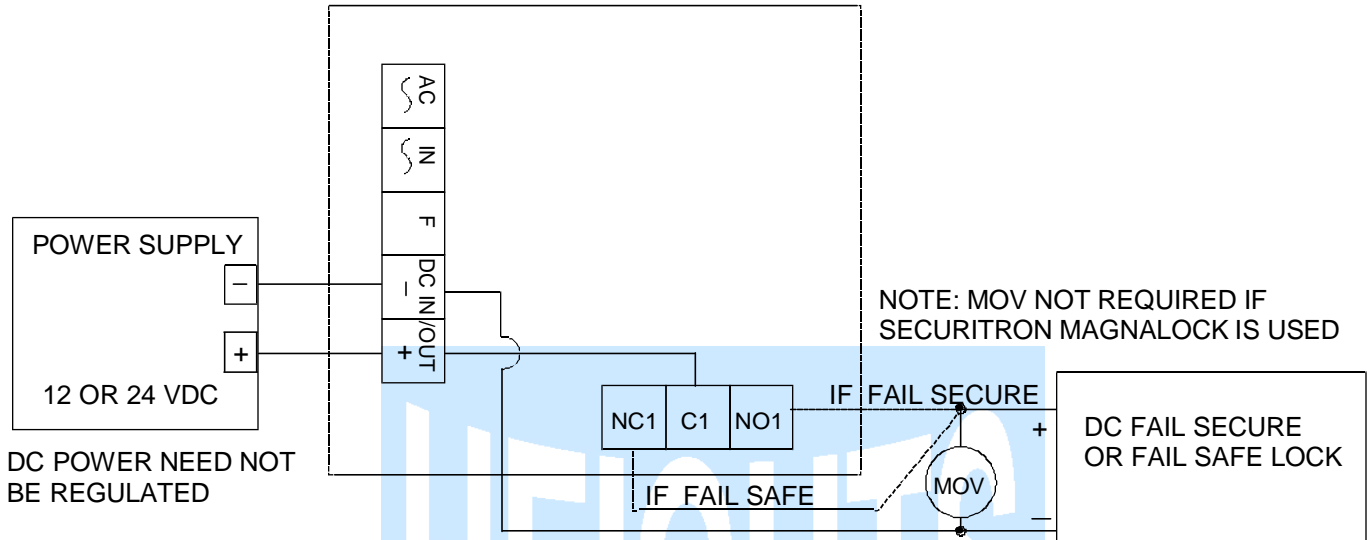 AC
IN
F
DC IN/OUT
−
+
POWER SUPPLY
−
+
12 OR 24 VDC
DC POWER NEED NOT
BE REGULATED
NOTE: MOV NOT REQUIRED IF
SECURITRON MAGNALOCK IS USED
NC1 C1 NO1
IF FAIL SECURE
IF FAIL SAFE
MOV
+
−
DC FAIL SECURE
OR FAIL SAFE LOCK